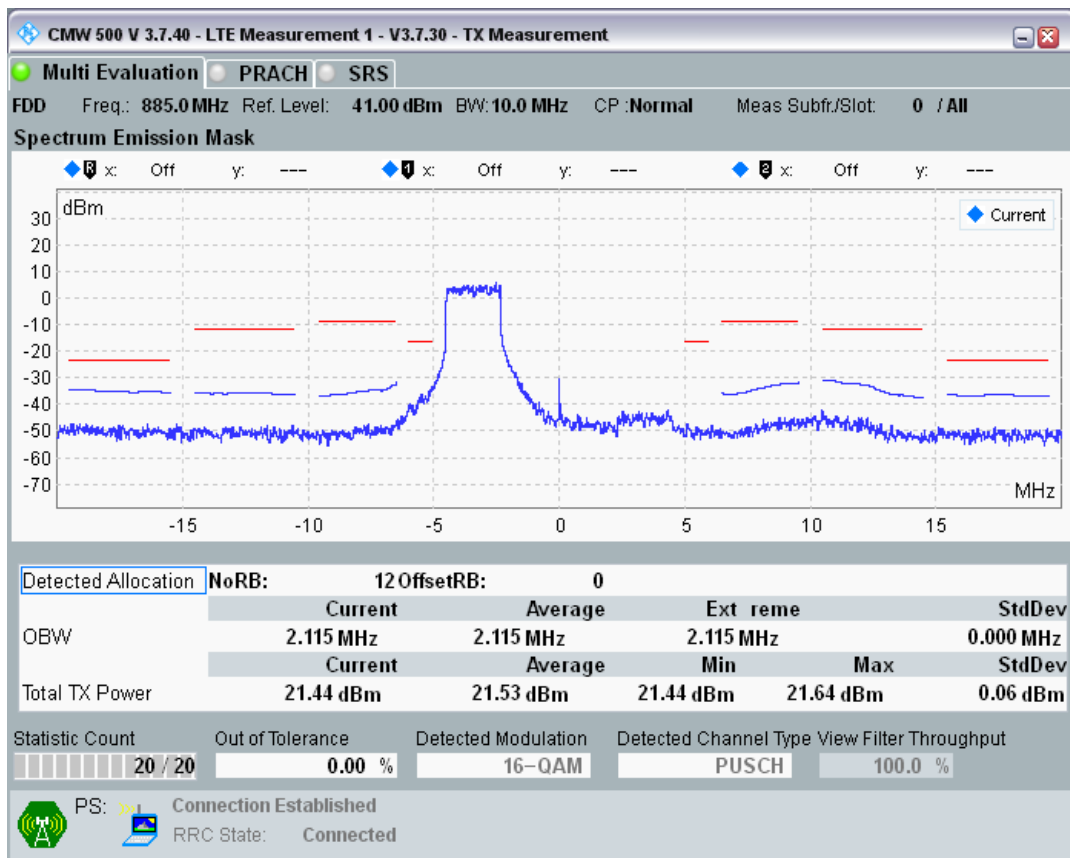 CMW 500 V 3.7.40 - LTE Measurement 1 - V3.7.30 - TX Measurement
Multi Evaluation PRACH SRS
FDD Freq.: 885.0 MHz Ref. Level: 41.00 dBm BW: 10.0 MHz CP :Normal Meas Subfr./Slot: 0 / All
Spectrum Emission Mask
R x: Off y: --- 1 x: Off y: --- 2 x: Off y: ---
dBm
Current
30
20
10
0
-10
-20
-30
-40
-50
-60
-70
MHz
-15 -10 -5 0 5 10 15
Detected Allocation NoRB: 12 OffsetRB: 0
Current Average Ext reme StdDev
OBW 2.115 MHz 2.115 MHz 2.115 MHz 0.000 MHz
Current Average Min Max StdDev
Total TX Power 21.44 dBm 21.53 dBm 21.44 dBm 21.64 dBm 0.06 dBm
Statistic Count Out of Tolerance Detected Modulation Detected Channel Type View Filter Throughput
20 / 20 0.00 % 16-QAM PUSCH 100.0 %
PS: Connection Established
RRC State: Connected